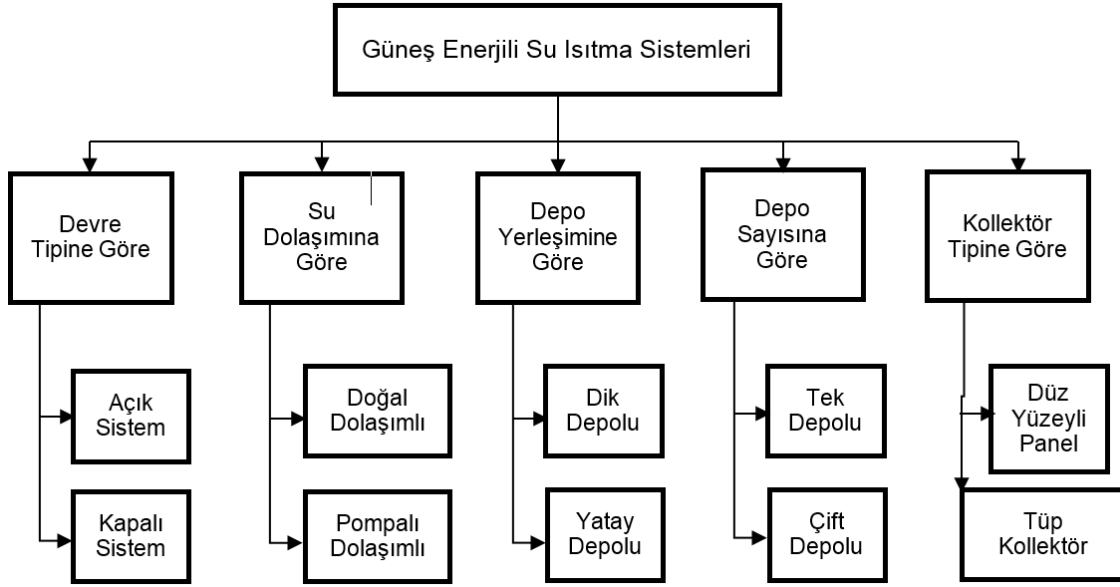 Güneş Enerjili Su Isıtma Sistemleri
Devre
Tipine Göre
Su
Dolaşımına
Göre
Depo
Yerleşimine
Göre
Depo
Sayısına
Göre
Kollektör
Tipine Göre
Açık
Sistem
Doğal
Dolaşımlı
Dik
Depolu
Tek
Depolu
Düz
Yüzeyli
Panel
Kapalı
Sistem
Pompalı
Dolaşımlı
Yatay
Depolu
Çift
Depolu
Tüp
Kollektör